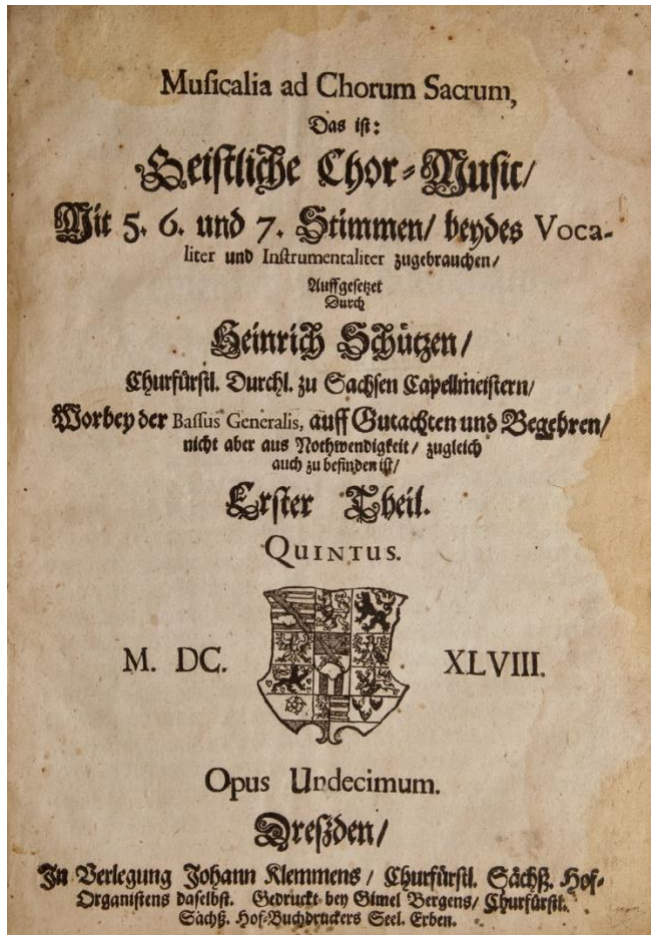 Musicalia ad Chorum Sacrum,
Das ist:
Geistliche Chor-Music/
Mit 5. 6. und 7. Stimmen/ beydes Voca-
liter und Instrumentaliter zugebrauchen/
Auffgesetzet
Durch
Heinrich Schützen/
Churfürstl. Durchl. zu Sachsen Capellmeistern/
Worbey der Bassus Generalis, auff Gutachten und Begehren/
nicht aber aus Nothwendigkeit/ zugleich
auch zu befinden ist/
Erster Theil.
QUINTUS.
M. DC. XLVIII.
Opus Undecimum.
Dreßden/
In Verlegung Johann Klemmens/ Churfürstl. Sächß. Hof-
Organistens daselbst. Gedruckt bey Gimel Bergens/ Churfürstl.
Sächß. Hof-Buchdruckers Seel. Erben.